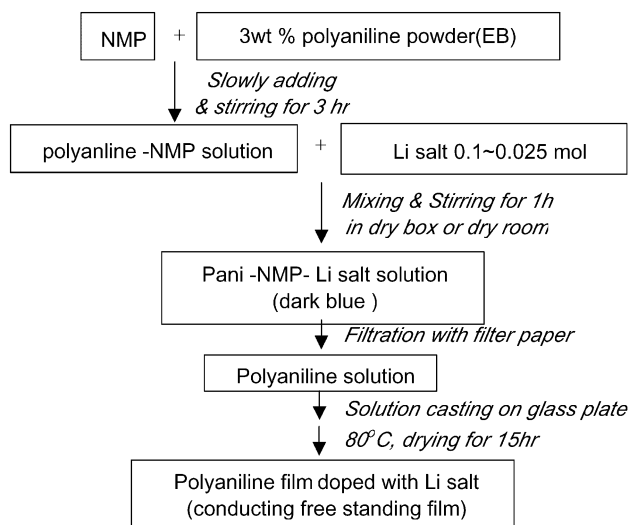 NMP + 3wt % polyaniline powder(EB)
Slowly adding
& stirring for 3 hr
polyanline -NMP solution + Li salt 0.1~0.025 mol
Mixing & Stirring for 1h
in dry box or dry room
Pani -NMP- Li salt solution
(dark blue )
Filtration with filter paper
Polyaniline solution
Solution casting on glass plate
80°C, drying for 15hr
Polyaniline film doped with Li salt
(conducting free standing film)